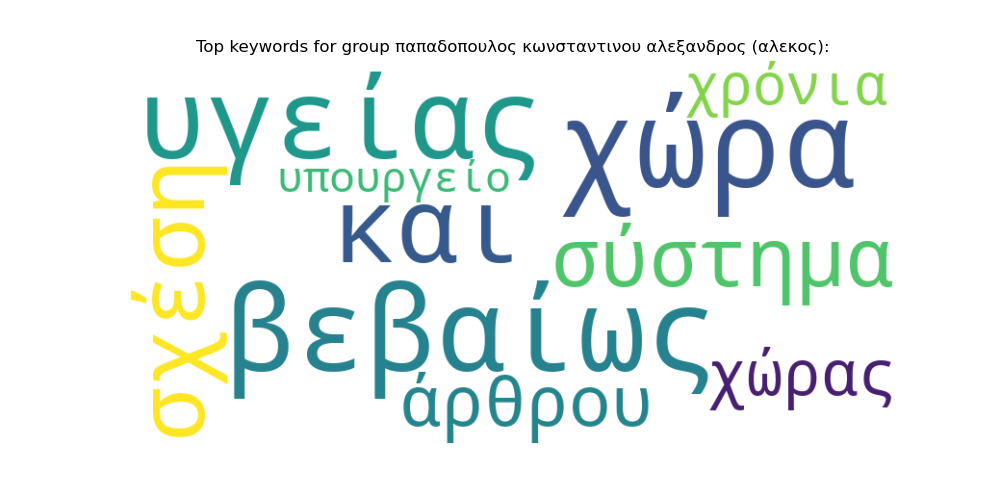 Top keywords for group παπαδοπουλος κωνσταντινου αλεξανδρος (αλεκος):
χρόνια
υγείας
χώρα
υπουργείο
και
σχέση
σύστημα
βεβαίως
χώρας
άρθρου